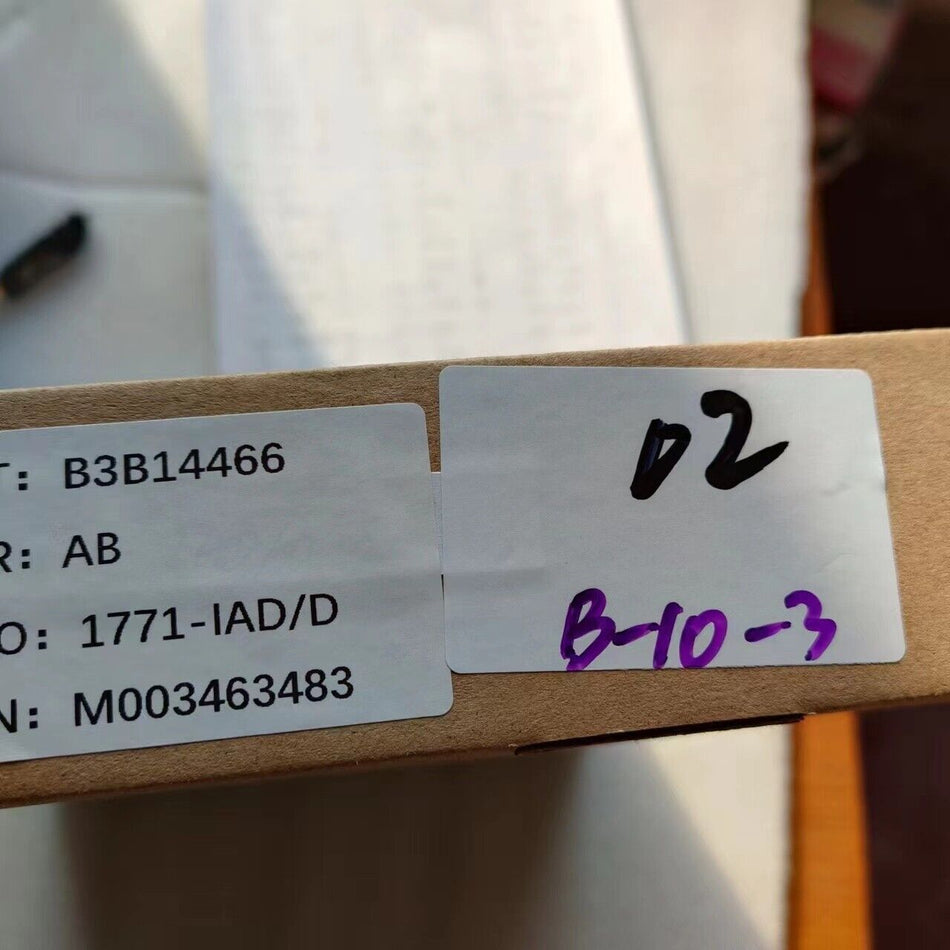 T: B3B14466
R: AB
O: 1771-IAD/D
N: M003463483
D2
B-10-3